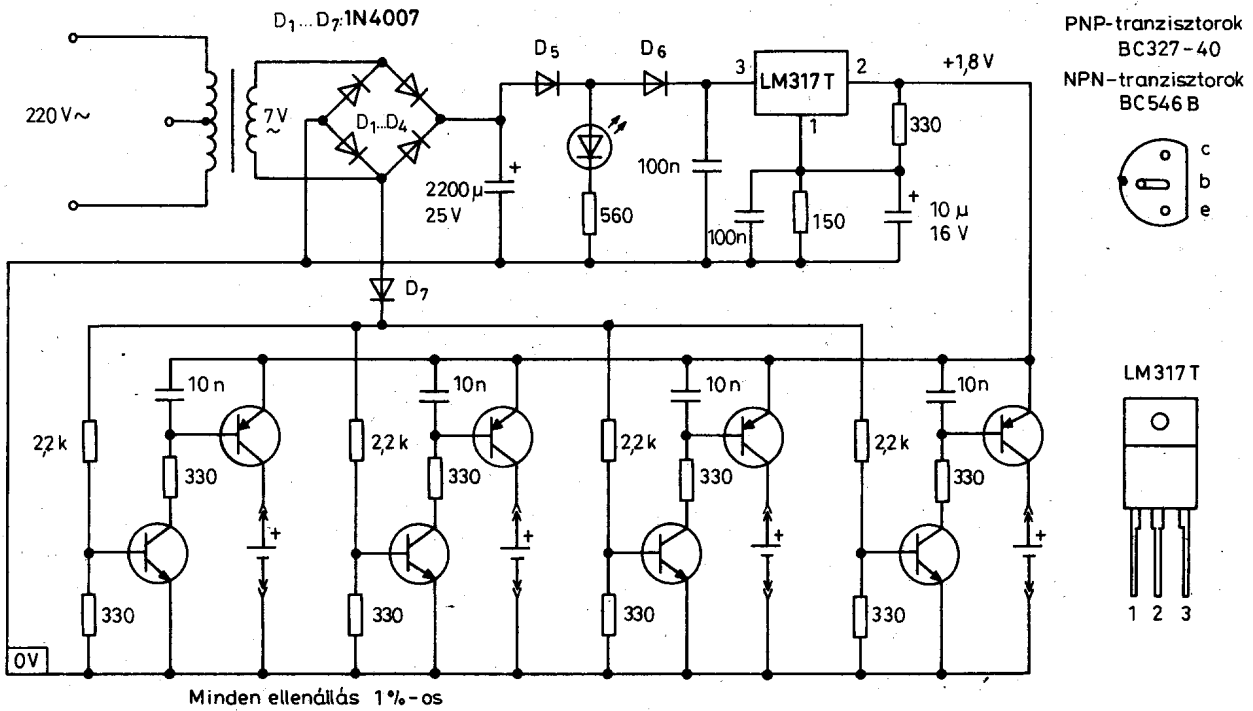 D1...D7:1N4007
PNP-tranzisztorok
BC327-40
NPN-tranzisztorok
BC546B
c
b
e
220V~
7V
~
D1...D4
D5
D6
3
LM317T
2
+1,8V
1
330
+
2200µ
25V
560
100n
100n
150
+
10µ
16V
D7
10n
10n
10n
10n
2,2k
2,2k
2,2k
2,2k
330
330
330
330
+
+
+
+
330
330
330
330
LM317T
1 2 3
0V
Minden ellenállás 1%-os